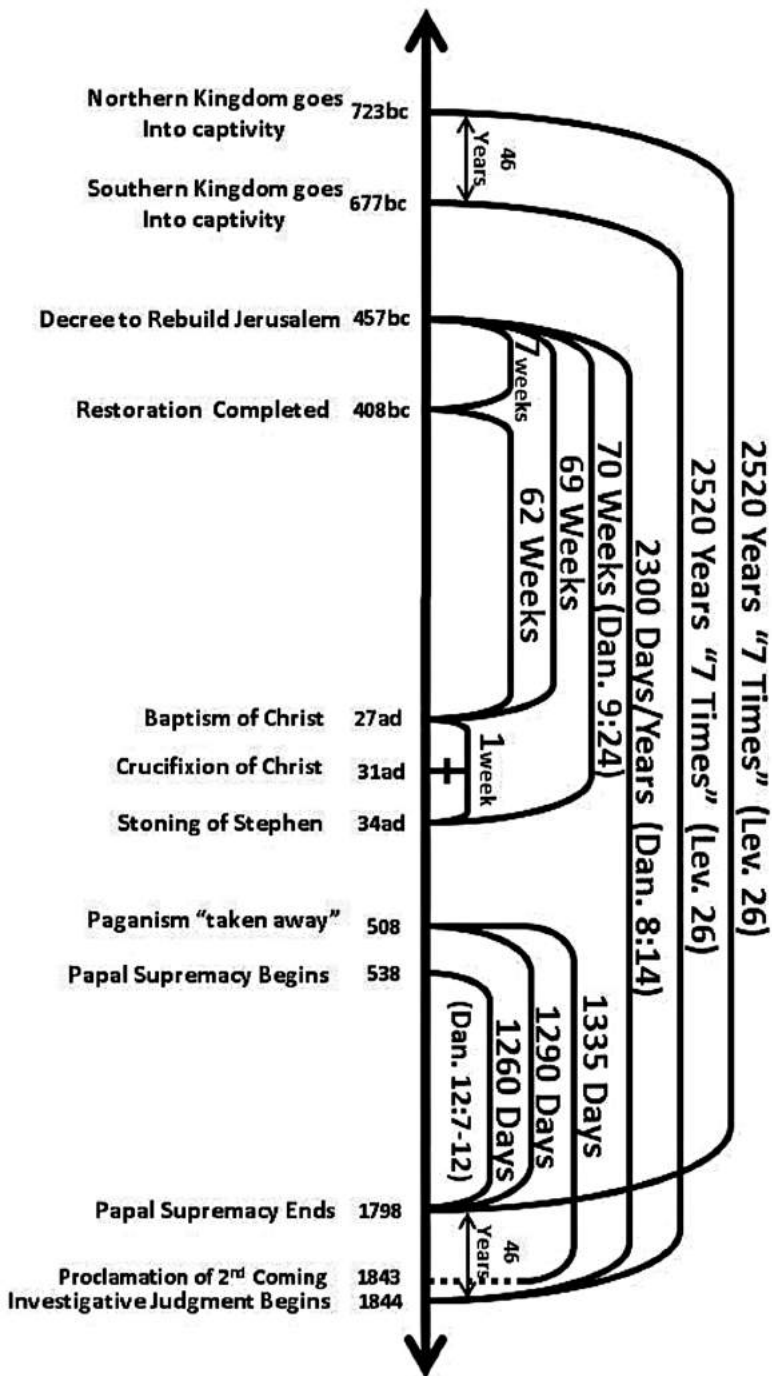 Northern Kingdom goes
Into captivity
723bc
46
Years
Southern Kingdom goes
Into captivity
677bc
Decree to Rebuild Jerusalem 457bc
7 weeks
Restoration Completed 408bc
62 Weeks
69 Weeks
70 Weeks (Dan. 9:24)
2300 Days/Years (Dan. 8:14)
2520 Years "7 Times" (Lev. 26)
2520 Years "7 Times" (Lev. 26)
Baptism of Christ 27ad
1 week
Crucifixion of Christ 31ad
Stoning of Stephen 34ad
Paganism "taken away" 508
Papal Supremacy Begins 538
(Dan. 12:7-12)
1260 Days
1290 Days
1335 Days
Papal Supremacy Ends 1798
46
Years
Proclamation of 2nd Coming 1843
Investigative Judgment Begins 1844